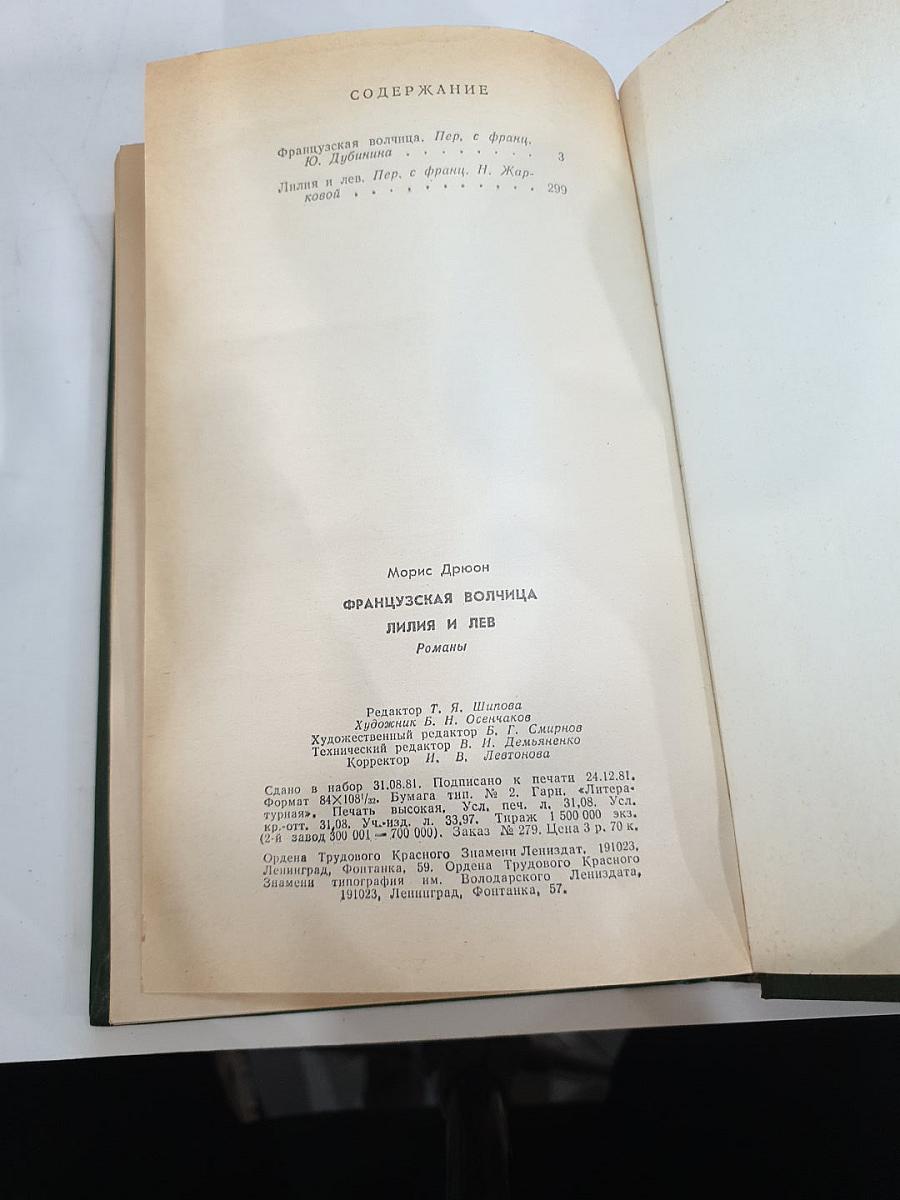 СОДЕРЖАНИЕ
Французская волчица. Пер. с франц.
Ю. Дубинина . . . . . . . . 3
Лилия и лев. Пер. с франц. Н. Жар-
ковой . . . . . . . . . . . 299
Морис Дрюон
ФРАНЦУЗСКАЯ ВОЛЧИЦА
ЛИЛИЯ И ЛЕВ
Романы
Редактор Т. Я. Шипова
Художник Б. Н. Осенчаков
Художественный редактор Б. Г. Смирнов
Технический редактор В. И. Демьяненко
Корректор И. В. Левтонова
Сдано в набор 31.08.81. Подписано к печати 24.12.81.
Формат 84×108¹/₃₂. Бумага тип. № 2. Гарн. «Литера-
турная». Печать высокая. Усл. печ. л. 31,08. Усл.
кр.-отт. 31,08. Уч.-изд. л. 33,97. Тираж 1 500 000 экз.
(2-й завод 300 001 — 700 000). Заказ № 279. Цена 3 р. 70 к.
Ордена Трудового Красного Знамени Лениздат, 191023,
Ленинград, Фонтанка, 59. Ордена Трудового Красного
Знамени типография им. Володарского Лениздата,
191023, Ленинград, Фонтанка, 57.